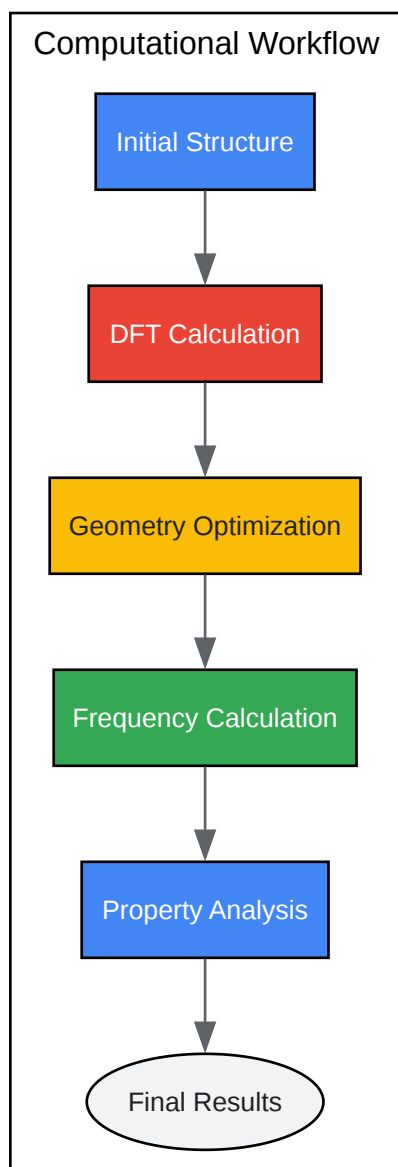 Computational Workflow
Initial Structure
DFT Calculation
Geometry Optimization
Frequency Calculation
Property Analysis
Final Results